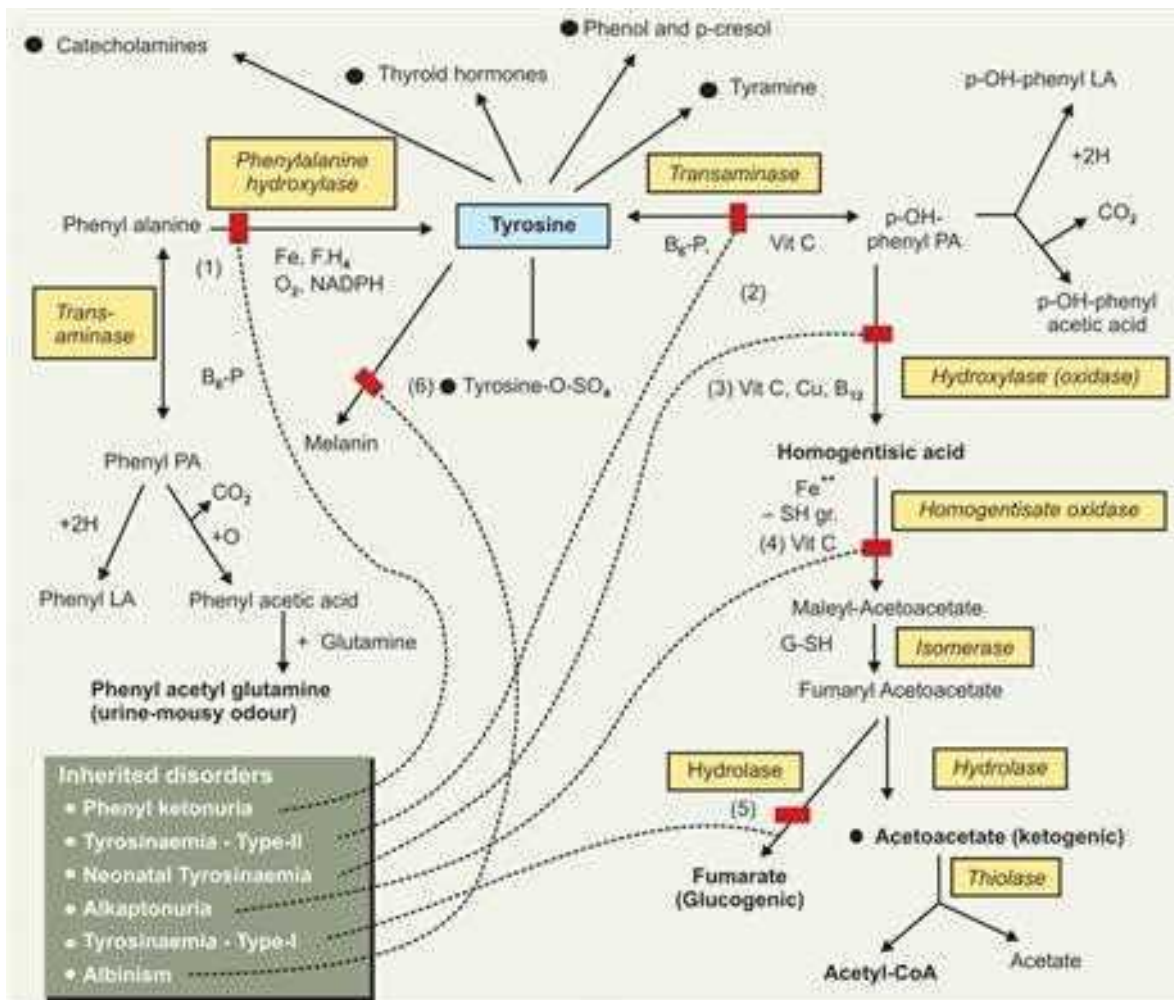 ● Catecholamines
● Phenol and p-cresol
● Thyroid hormones
● Tyramine
p-OH-phenyl LA
+2H
CO₂
p-OH-phenyl
acetic acid
Phenylalanine
hydroxylase
Transaminase
Phenyl alanine
Tyrosine
p-OH-
phenyl PA
(1)
Fe, F.H₄
O₂, NADPH
B₆-P,
Vit C
(2)
Trans-
aminase
B₆-P
Melanin
(6) ● Tyrosine-O-SO₄
(3) Vit C, Cu, B₁₂
Hydroxylase (oxidase)
Phenyl PA
+2H
CO₂
+O
Phenyl LA
Phenyl acetic acid
+ Glutamine
Phenyl acetyl glutamine
(urine-mousy odour)
Homogentisic acid
Fe⁺⁺
– SH gr.
(4) Vit C
Homogentisate oxidase
Maleyl-Acetoacetate
G-SH
Isomerase
Fumaryl Acetoacetate
Hydrolase
(5)
Hydrolase
Fumarate
(Glucogenic)
● Acetoacetate (ketogenic)
Thiolase
Acetyl-CoA
Acetate
Inherited disorders
● Phenyl ketonuria
● Tyrosinaemia - Type-II
● Neonatal Tyrosinaemia
● Alkaptonuria
● Tyrosinaemia - Type-I
● Albinism